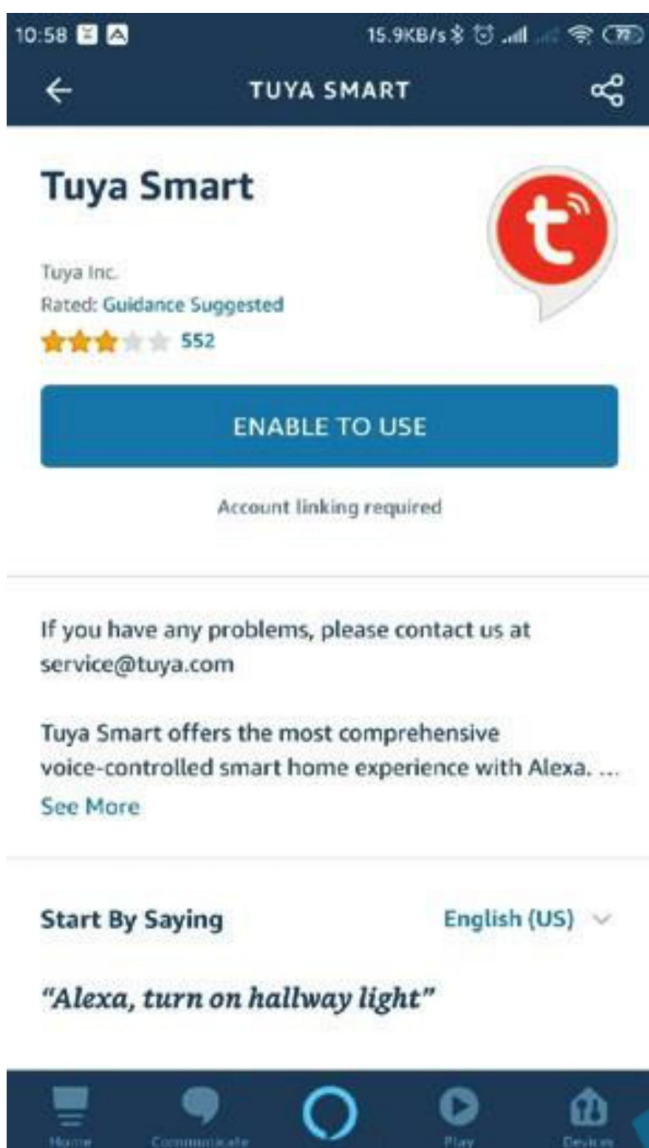 10:58 15.9KB/s 72
TUYA SMART
Tuya Smart
Tuya Inc.
Rated: Guidance Suggested
552
ENABLE TO USE
Account linking required
If you have any problems, please contact us at
service@tuya.com
Tuya Smart offers the most comprehensive
voice-controlled smart home experience with Alexa. ...
See More
Start By Saying English (US)
“Alexa, turn on hallway light”
Home Communicate Play Devices